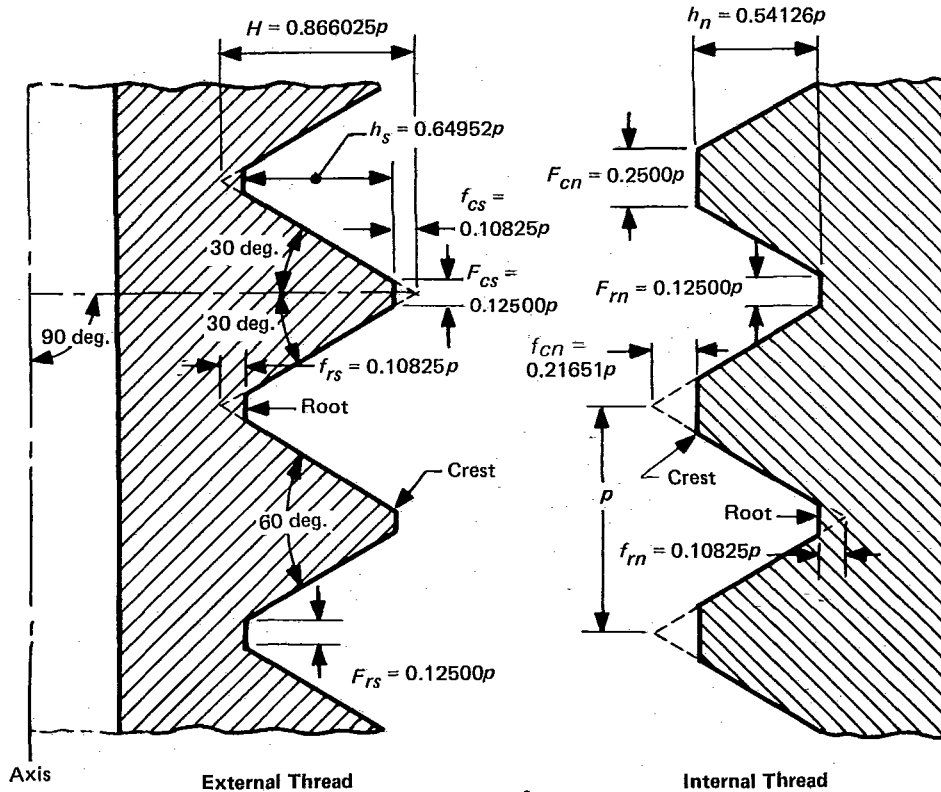 H = 0.866025p
h_n = 0.54126p
h_s = 0.64952p
F_cn = 0.2500p
f_cs =
0.10825p
30 deg.
F_cs =
0.12500p
F_rn = 0.12500p
30 deg.
90 deg.
f_cn =
0.21651p
f_rs = 0.10825p
Root
Crest
Crest
p
60 deg.
Root
f_rn = 0.10825p
F_rs = 0.12500p
Axis
External Thread
Internal Thread